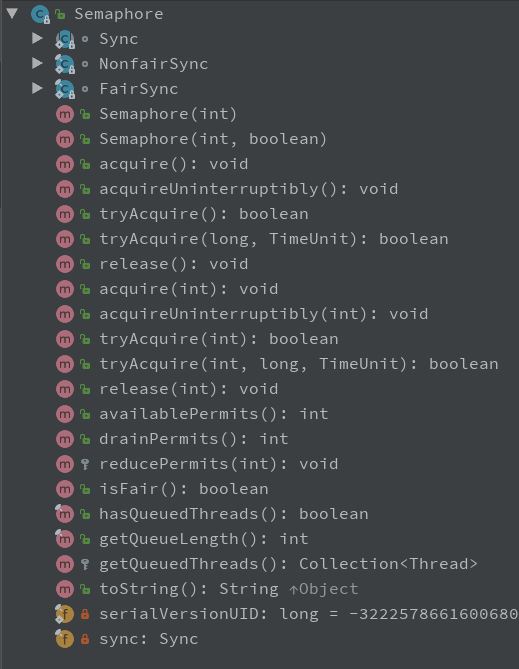 Semaphore
Sync
NonfairSync
FairSync
Semaphore(int)
Semaphore(int, boolean)
acquire(): void
acquireUninterruptibly(): void
tryAcquire(): boolean
tryAcquire(long, TimeUnit): boolean
release(): void
acquire(int): void
acquireUninterruptibly(int): void
tryAcquire(int): boolean
tryAcquire(int, long, TimeUnit): boolean
release(int): void
availablePermits(): int
drainPermits(): int
reducePermits(int): void
isFair(): boolean
hasQueuedThreads(): boolean
getQueueLength(): int
getQueuedThreads(): Collection<Thread>
toString(): String ↑Object
serialVersionUID: long = -3222578661600680
sync: Sync